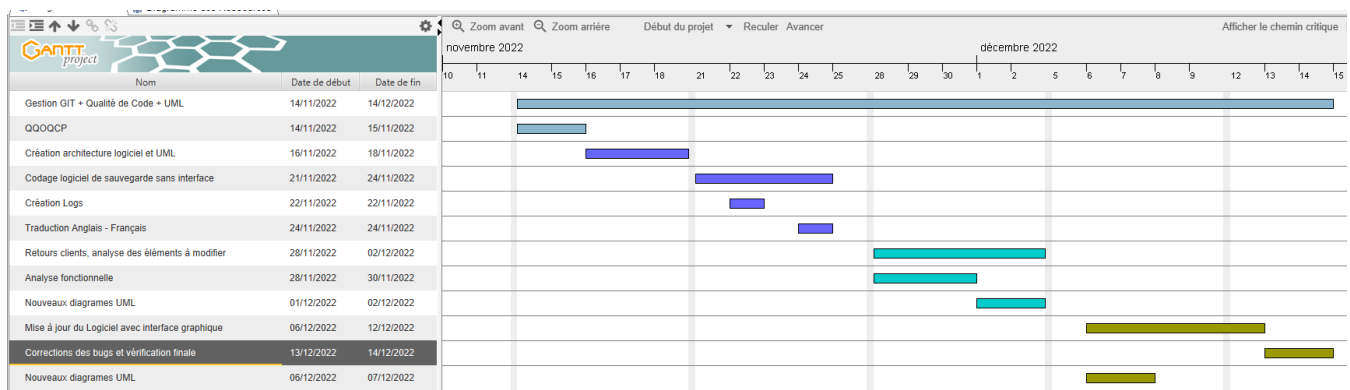 Zoom avant Zoom arrière Début du projet Reculer Avancer Afficher le chemin critique
GANTT project
novembre 2022 décembre 2022
10 11 14 15 16 17 18 21 22 23 24 25 28 29 30 1 2 5 6 7 8 9 12 13 14 15
Nom Date de début Date de fin
Gestion GIT + Qualité de Code + UML 14/11/2022 14/12/2022
QQOQCP 14/11/2022 15/11/2022
Création architecture logiciel et UML 16/11/2022 18/11/2022
Codage logiciel de sauvegarde sans interface 21/11/2022 24/11/2022
Création Logs 22/11/2022 22/11/2022
Traduction Anglais - Français 24/11/2022 24/11/2022
Retours clients, analyse des éléments à modifier 28/11/2022 02/12/2022
Analyse fonctionnelle 28/11/2022 30/11/2022
Nouveaux diagrames UML 01/12/2022 02/12/2022
Mise à jour du Logiciel avec interface graphique 06/12/2022 12/12/2022
Corrections des bugs et vérification finale 13/12/2022 14/12/2022
Nouveaux diagrames UML 06/12/2022 07/12/2022